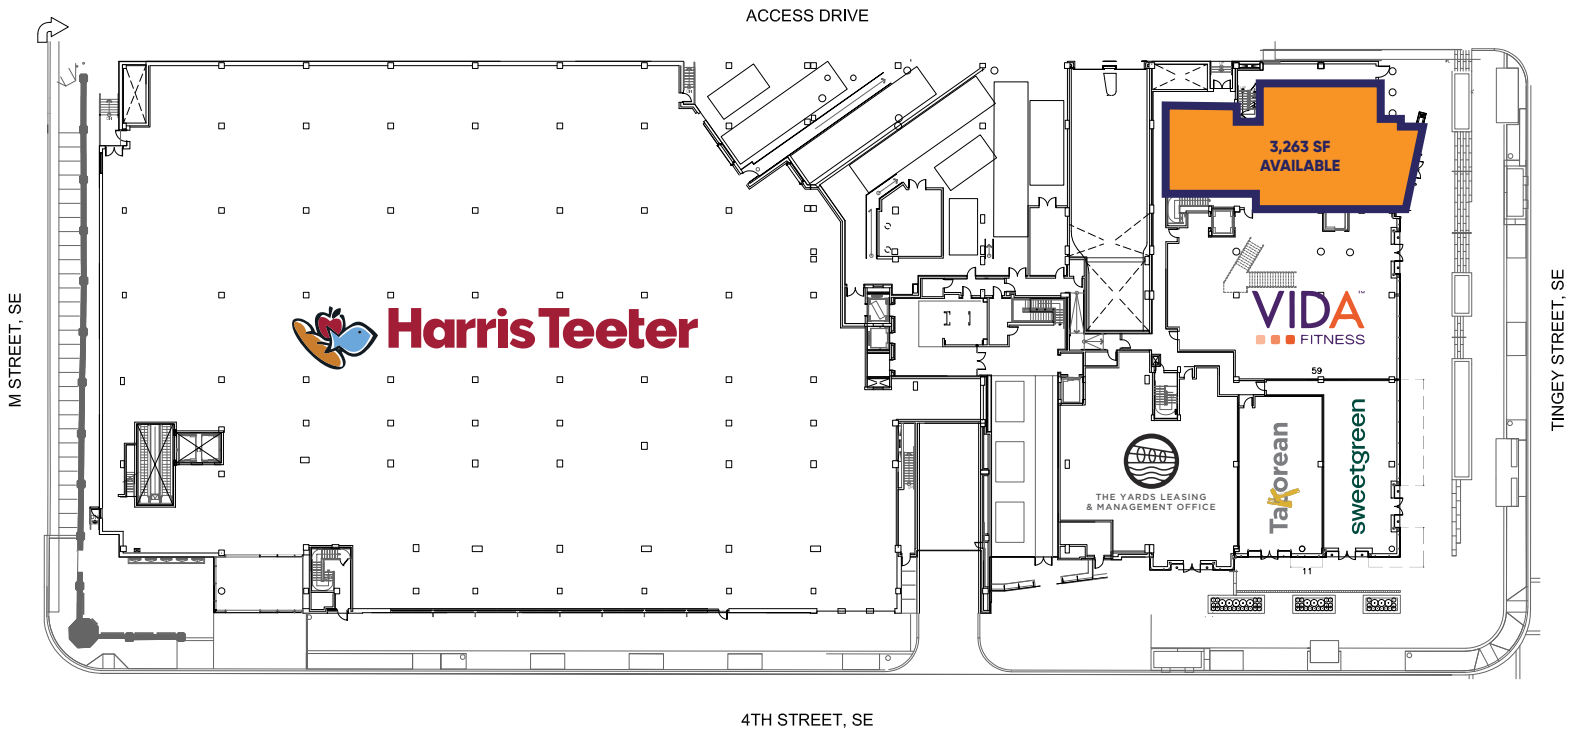 ACCESS DRIVE
3,263 SF
AVAILABLE
M STREET, SE
Harris Teeter
VIDA™
FITNESS
TINGEY STREET, SE
59
THE YARDS LEASING
& MANAGEMENT OFFICE
TaKorean
sweetgreen
11
4TH STREET, SE